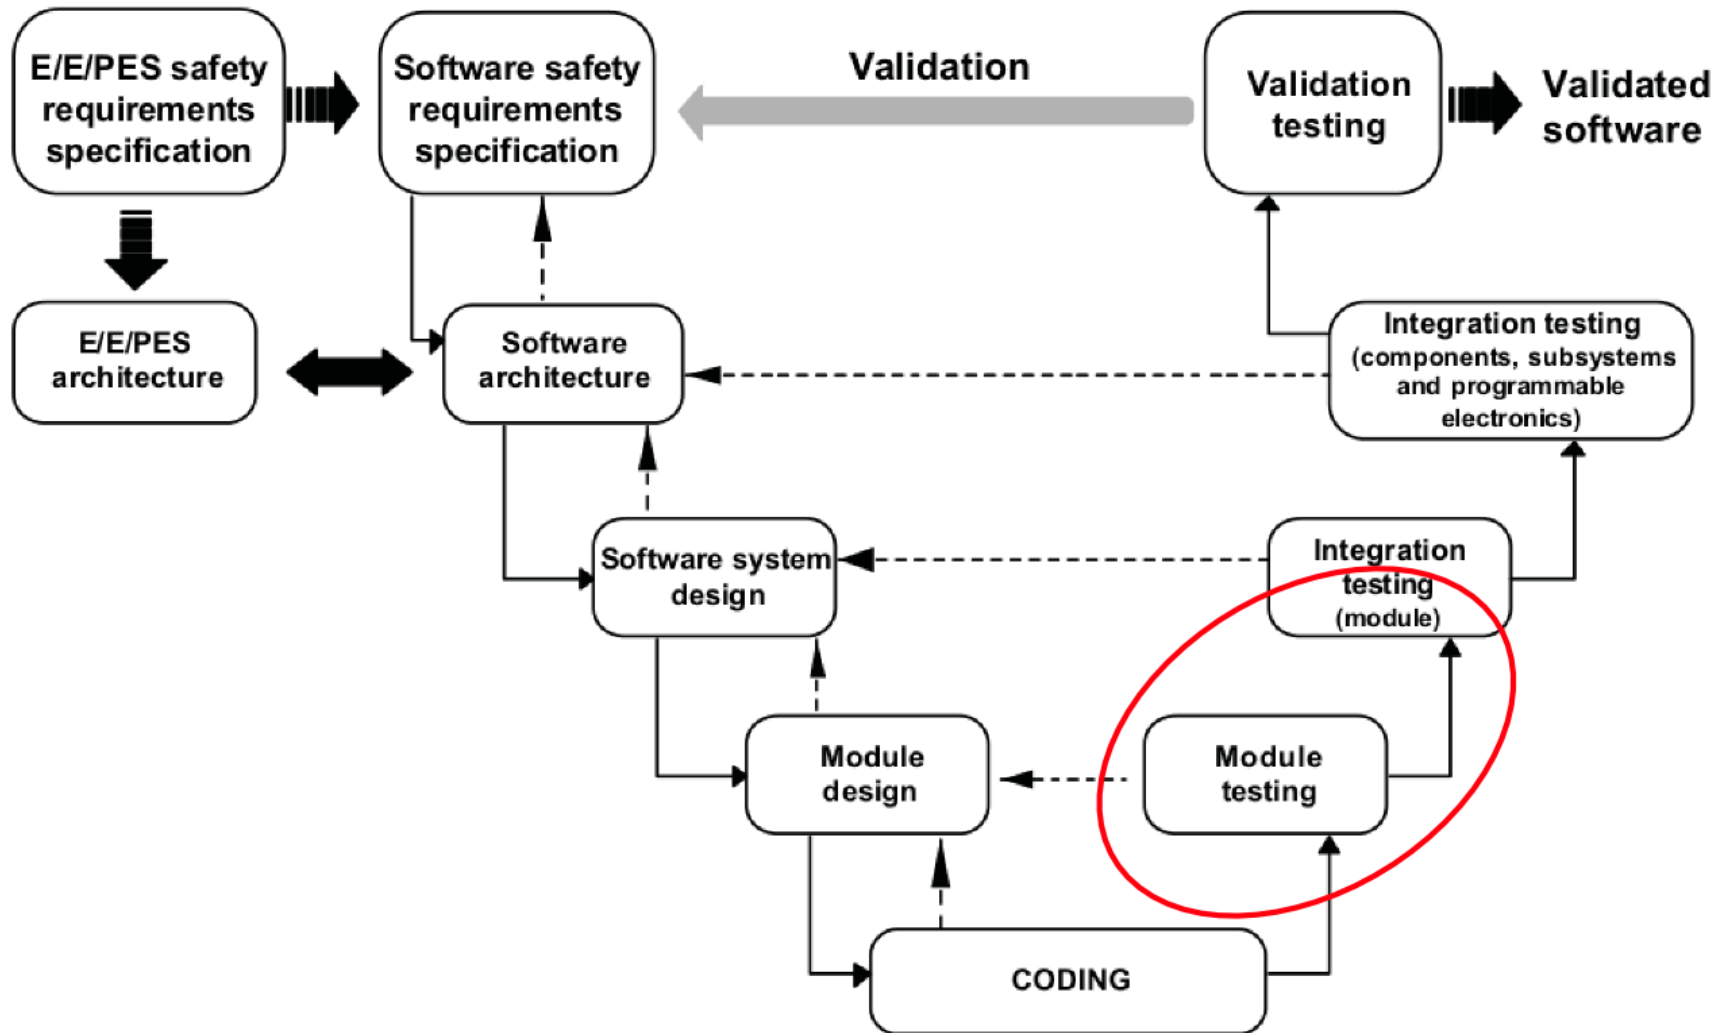 E/E/PES safety
requirements
specification
Software safety
requirements
specification
Validation
Validation
testing
Validated
software
E/E/PES
architecture
Software
architecture
Integration testing
(components, subsystems
and programmable
electronics)
Software system
design
Integration
testing
(module)
Module
design
Module
testing
CODING